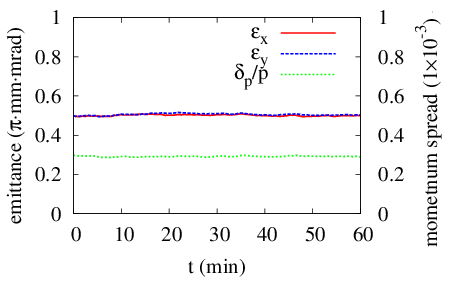 1 1
εx
0.8 εy 0.8
δp/p
0.6 0.6
0.4 0.4
0.2 0.2
0 0
0 10 20 30 40 50 60
t (min)
emittance (π·mm·mrad)
mometnum spread (1×10-3)